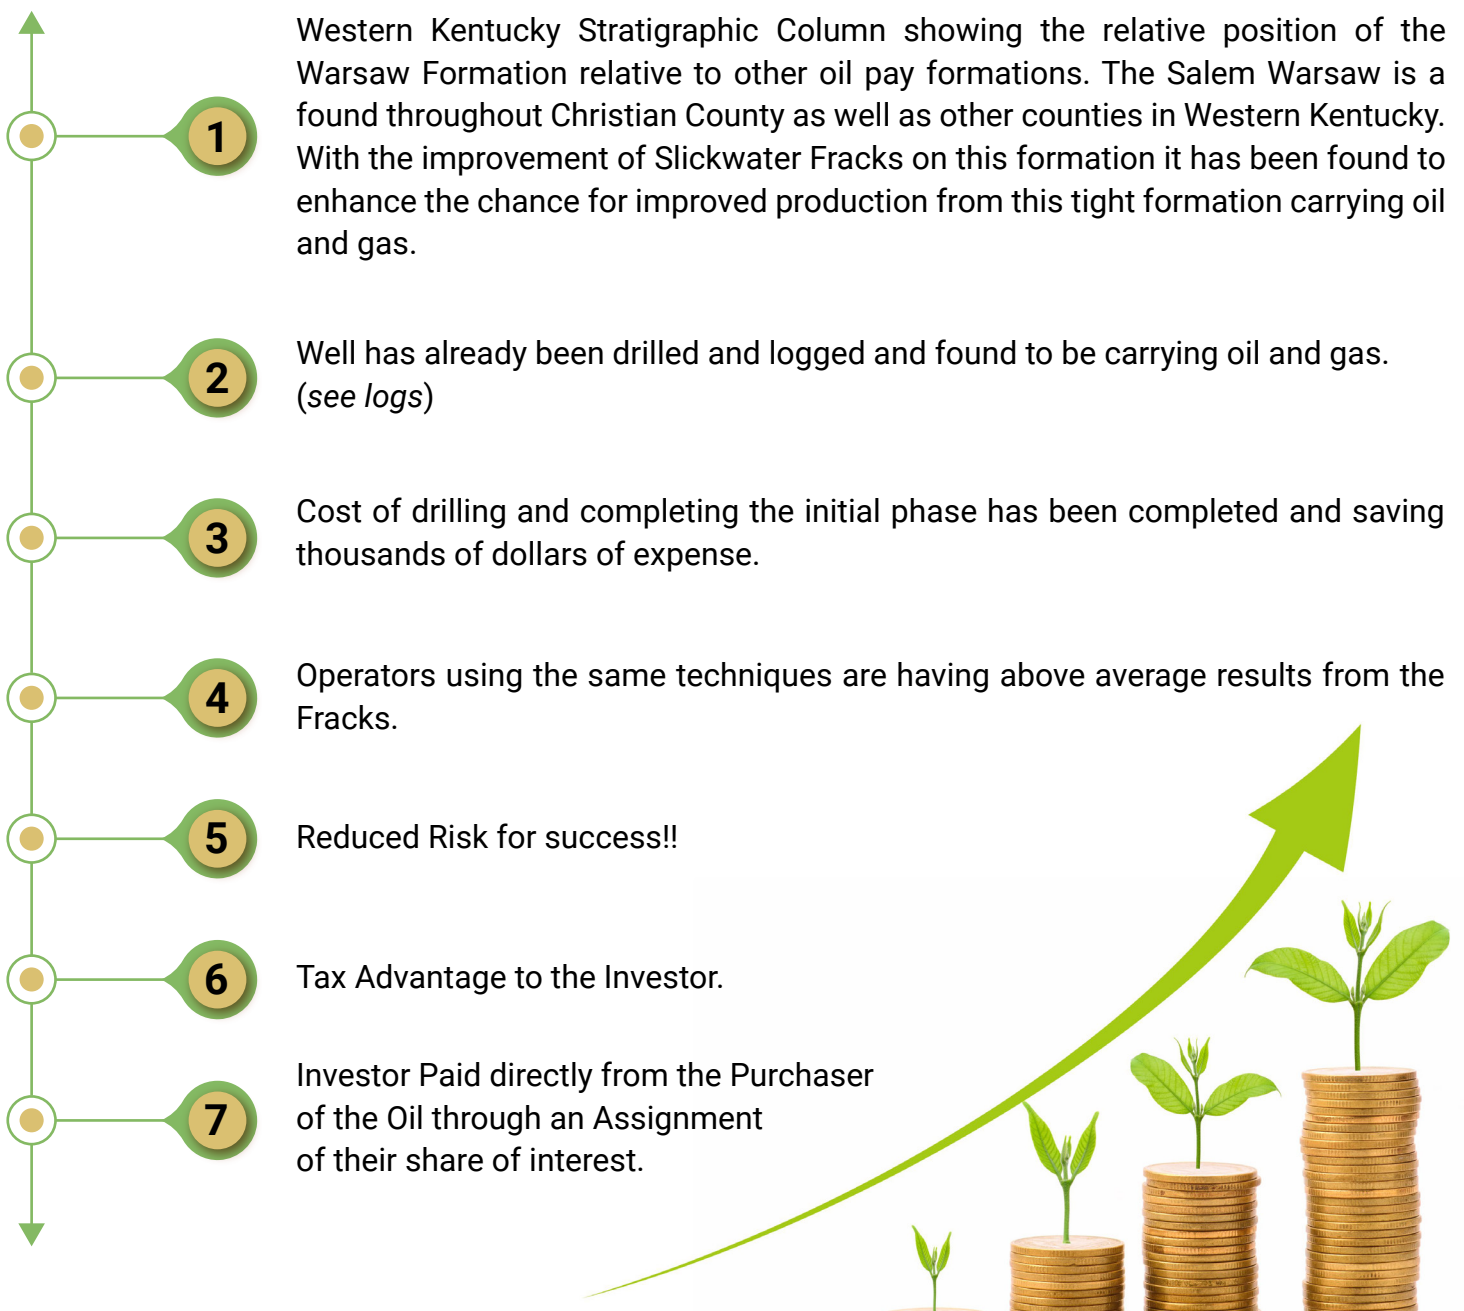 1
Western Kentucky Stratigraphic Column showing the relative position of the
Warsaw Formation relative to other oil pay formations. The Salem Warsaw is a
found throughout Christian County as well as other counties in Western Kentucky.
With the improvement of Slickwater Fracks on this formation it has been found to
enhance the chance for improved production from this tight formation carrying oil
and gas.
2
Well has already been drilled and logged and found to be carrying oil and gas.
(see logs)
3
Cost of drilling and completing the initial phase has been completed and saving
thousands of dollars of expense.
4
Operators using the same techniques are having above average results from the
Fracks.
5
Reduced Risk for success!!
6
Tax Advantage to the Investor.
7
Investor Paid directly from the Purchaser
of the Oil through an Assignment
of their share of interest.